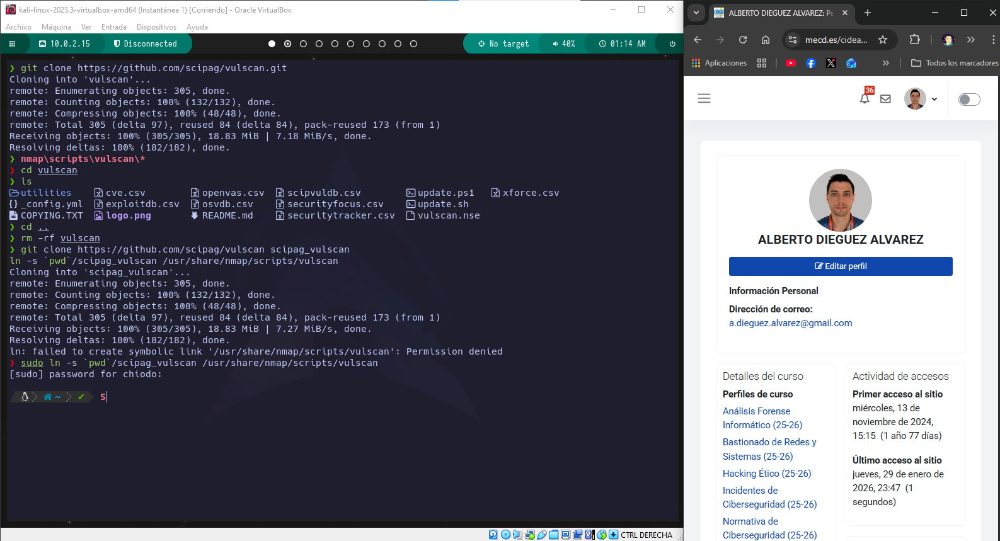 kali-linux-2025.3-virtualbox-amd64 (Instantánea 1) [Corriendo] - Oracle VirtualBox
Archivo Máquina Ver Entrada Dispositivos Ayuda
10.0.2.15 Disconnected No target 40% 01:14 AM
❯ git clone https://github.com/scipag/vulscan.git
Cloning into 'vulscan'...
remote: Enumerating objects: 305, done.
remote: Counting objects: 100% (132/132), done.
remote: Compressing objects: 100% (48/48), done.
remote: Total 305 (delta 97), reused 84 (delta 84), pack-reused 173 (from 1)
Receiving objects: 100% (305/305), 18.83 MiB | 7.18 MiB/s, done.
Resolving deltas: 100% (182/182), done.
❯ nmap\scripts\vulscan\*
❯ cd vulscan
❯ ls
utilities cve.csv openvas.csv scipvuldb.csv update.ps1 xforce.csv
_config.yml exploitdb.csv osvdb.csv securityfocus.csv update.sh
COPYING.TXT logo.png README.md securitytracker.csv vulscan.nse
❯ cd ..
❯ rm -rf vulscan
❯ git clone https://github.com/scipag/vulscan scipag_vulscan
ln -s `pwd`/scipag_vulscan /usr/share/nmap/scripts/vulscan
Cloning into 'scipag_vulscan'...
remote: Enumerating objects: 305, done.
remote: Counting objects: 100% (132/132), done.
remote: Compressing objects: 100% (48/48), done.
remote: Total 305 (delta 97), reused 84 (delta 84), pack-reused 173 (from 1)
Receiving objects: 100% (305/305), 18.83 MiB | 7.27 MiB/s, done.
Resolving deltas: 100% (182/182), done.
ln: failed to create symbolic link '/usr/share/nmap/scripts/vulscan': Permission denied
❯ sudo ln -s `pwd`/scipag_vulscan /usr/share/nmap/scripts/vulscan
[sudo] password for chiodo:
~ ✔ S
CTRL DERECHA
ALBERTO DIEGUEZ ALVAREZ: Pe
mecd.es/cidea...
Aplicaciones » Todos los marcadores
36
ALBERTO DIEGUEZ ALVAREZ
Editar perfil
Información Personal
Dirección de correo:
a.dieguez.alvarez@gmail.com
Detalles del curso
Perfiles de curso
Análisis Forense
Informático (25-26)
Bastionado de Redes y
Sistemas (25-26)
Hacking Ético (25-26)
Incidentes de
Ciberseguridad (25-26)
Normativa de
Ciberseguridad (25-26)
Actividad de accesos
Primer acceso al sitio
miércoles, 13 de
noviembre de 2024,
15:15 (1 año 77 días)
Último acceso al sitio
jueves, 29 de enero de
2026, 23:47 (1
segundos)